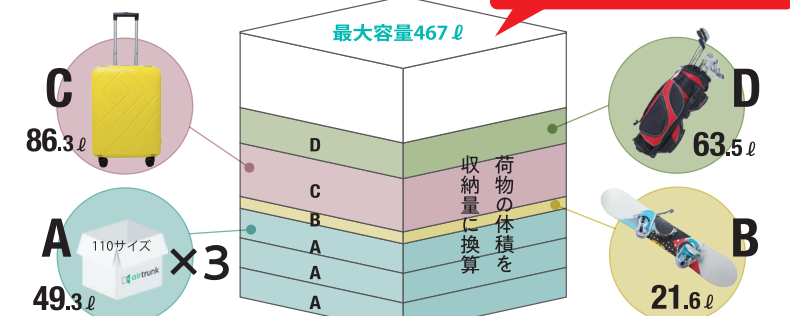 最大容量467ℓ
C
86.3ℓ
D
63.5ℓ
D
C
B
A
A
A
荷物の体積を
収納量に換算
A
110サイズ
airtrunk
×3
49.3ℓ
B
21.6ℓ